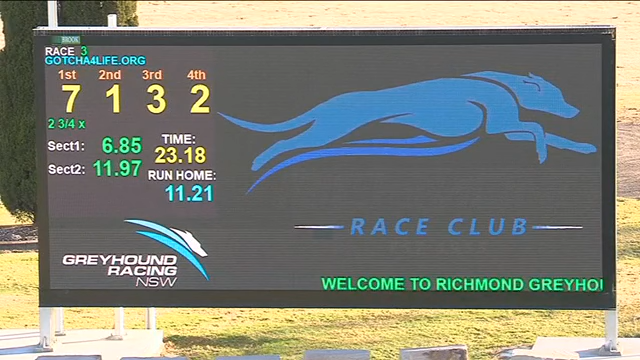 RACE 3
GOTCHA4LIFE.ORG
1st 2nd 3rd 4th
7 1 3 2
2 3/4 x
Sect1: 6.85
Sect2: 11.97
TIME:
23.18
RUN HOME:
11.21
GREYHOUND
RACING
NSW
RACE CLUB
WELCOME TO RICHMOND GREYHOU